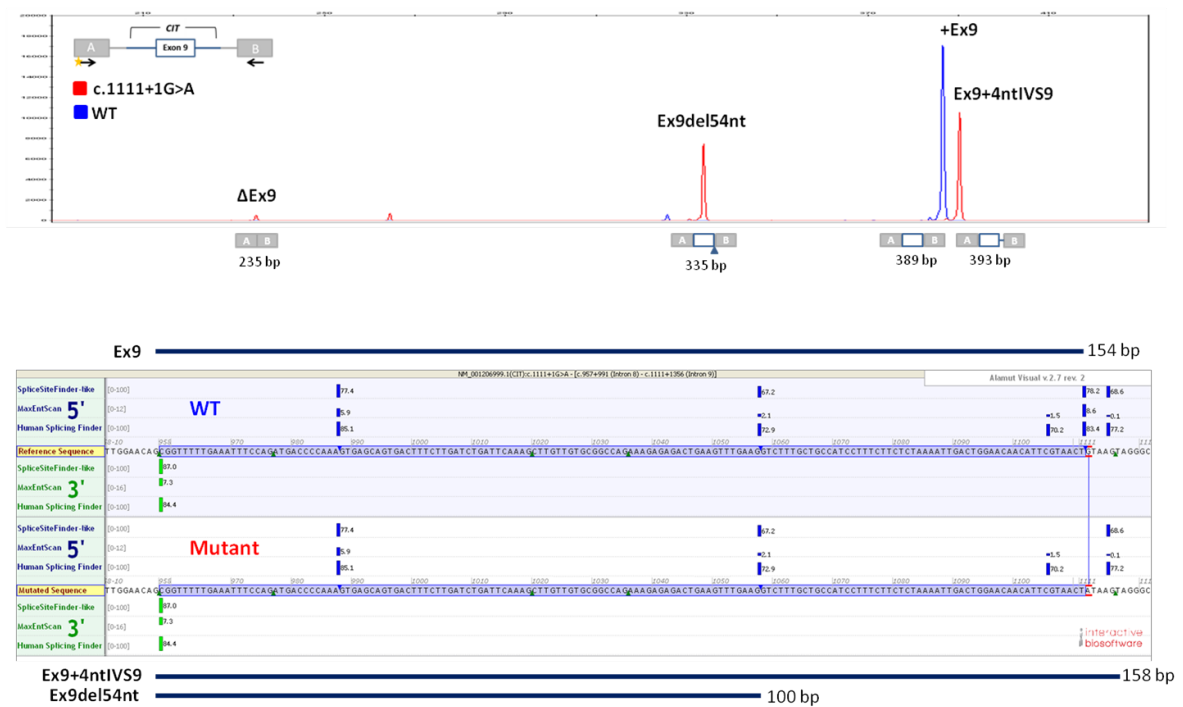 CIT
A
Exon 9
B
c.1111+1G>A
WT
ΔEx9
Ex9del54nt
+Ex9
Ex9+4ntIVS9
A B
235 bp
A B
335 bp
A B
389 bp
A B
393 bp
Ex9 154 bp
NM_001206999.1(CIT):c.1111+1G>A - [c.957+991 (Intron 8) - c.1111+1356 (Intron 9)]
Alamut Visual v.2.7 rev. 2
WT
SpliceSiteFinder-like [0-100] 77.4 67.2 78.2 68.6
MaxEntScan 5' [0-12] 5.9 2.1 1.5 8.6 0.1
Human Splicing Finder [0-100] 85.1 72.9 70.2 83.4 77.2
Reference Sequence
SpliceSiteFinder-like [0-100] 87.0
MaxEntScan 3' [0-16] 7.3
Human Splicing Finder [0-100] 84.4
Mutant
SpliceSiteFinder-like [0-100] 77.4 67.2 68.6
MaxEntScan 5' [0-12] 5.9 2.1 1.5 0.1
Human Splicing Finder [0-100] 85.1 72.9 70.2 77.2
Mutated Sequence
SpliceSiteFinder-like [0-100] 87.0
MaxEntScan 3' [0-16] 7.3
Human Splicing Finder [0-100] 84.4
interactive
biosoftware
Ex9+4ntIVS9 158 bp
Ex9del54nt 100 bp